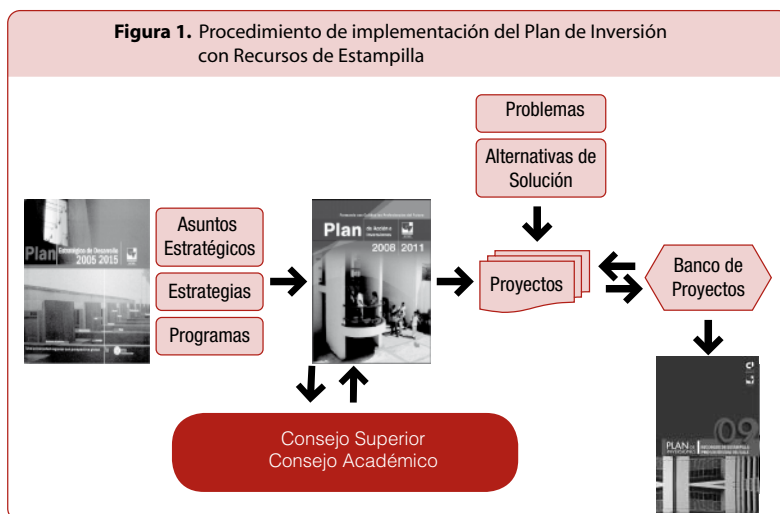 Figura 1. Procedimiento de implementación del Plan de Inversión
con Recursos de Estampilla
Problemas
Alternativas de
Solución
Plan
Estratégico de Desarrollo
2005 2015
Asuntos
Estratégicos
Estrategias
Programas
Plan
de Acción e
Inversiones
2008 2011
Proyectos
Banco de
Proyectos
09
PLAN DE
INVERSIONES
RECURSOS DE ESTAMPILLA
Consejo Superior
Consejo Académico